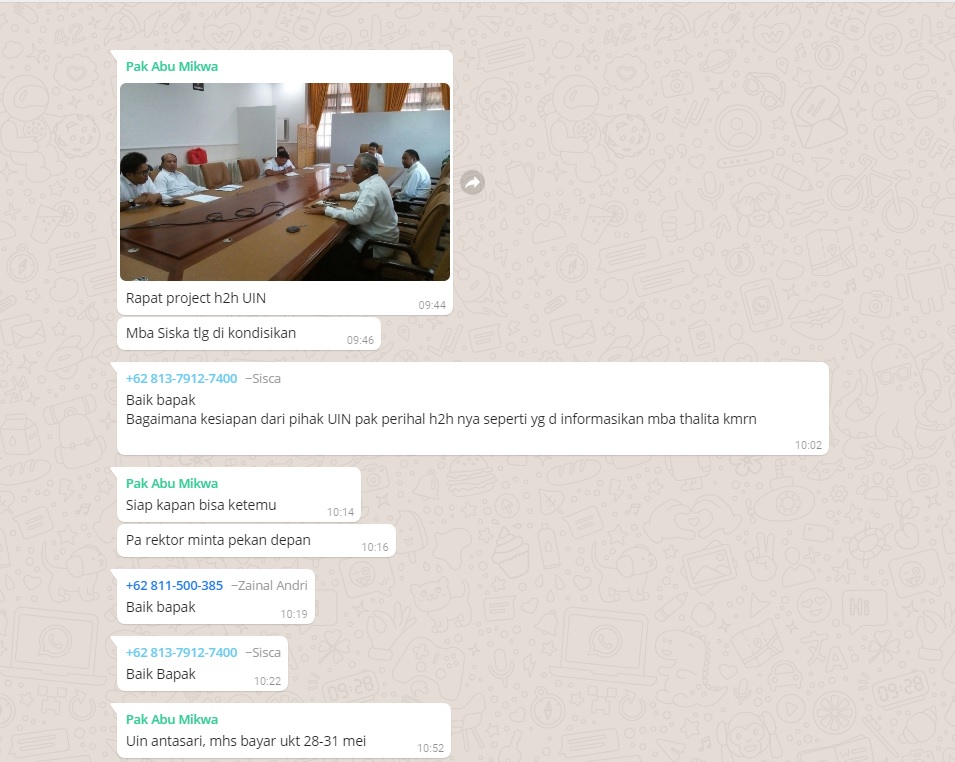 Pak Abu Mikwa
Rapat project h2h UIN
09:44
Mba Siska tlg di kondisikan
09:46
+62 813-7912-7400 ~Sisca
Baik bapak
Bagaimana kesiapan dari pihak UIN pak perihal h2h nya seperti yg d informasikan mba thalita kmrn
10:02
Pak Abu Mikwa
Siap kapan bisa ketemu
10:14
Pa rektor minta pekan depan
10:16
+62 811-500-385 ~Zainal Andri
Baik bapak
10:19
+62 813-7912-7400 ~Sisca
Baik Bapak
10:22
Pak Abu Mikwa
Uin antasari, mhs bayar ukt 28-31 mei
10:52